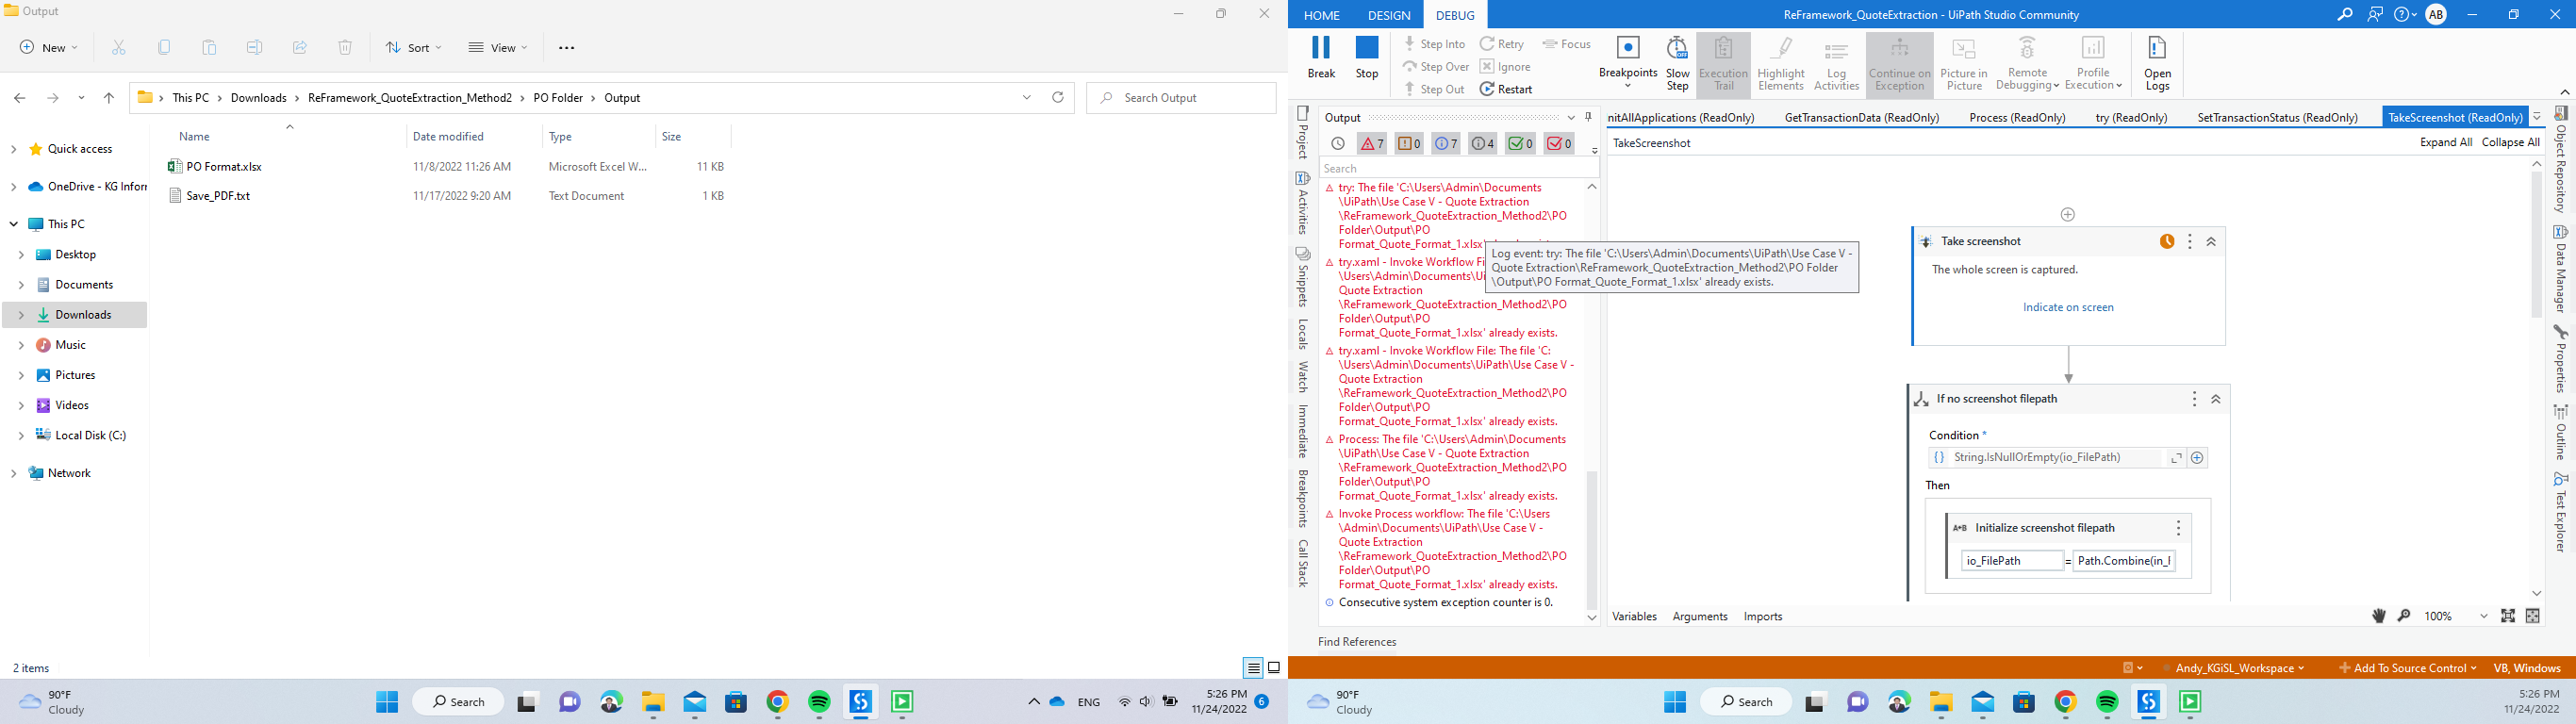 Output
New
Sort
View
This PC
Downloads
ReFramework_QuoteExtraction_Method2
PO Folder
Output
Search Output
Name
Date modified
Type
Size
Quick access
OneDrive - KG Infor
This PC
Desktop
Documents
Downloads
Music
Pictures
Videos
Local Disk (C:)
Network
PO Format.xlsx
11/8/2022 11:26 AM
Microsoft Excel W...
11 KB
Save_PDF.txt
11/17/2022 9:20 AM
Text Document
1 KB
2 items
90°F
Cloudy
Search
ENG
5:26 PM
11/24/2022
6
HOME
DESIGN
DEBUG
ReFramework_QuoteExtraction - UiPath Studio Community
AB
Break
Stop
Step Into
Step Over
Step Out
Retry
Ignore
Restart
Focus
Breakpoints
Slow
Step
Execution
Trail
Highlight
Elements
Log
Activities
Continue on
Exception
Picture in
Picture
Remote
Debugging
Profile
Execution
Open
Logs
Project
Activities
Snippets
Locals
Watch
Immediate
Breakpoints
Call Stack
Output
7
0
7
4
0
0
Search
try: The file 'C:\Users\Admin\Documents
\UiPath\Use Case V - Quote Extraction
\ReFramework_QuoteExtraction_Method2\PO
Folder\Output\PO
Format_Quote_Format_1.xlsx'
try.xaml - Invoke Workflow
\Users\Admin\Documents
Quote Extraction
\ReFramework_QuoteExtraction_Method2\PO
Folder\Output\PO
Format_Quote_Format_1.xlsx' already exists.
try.xaml - Invoke Workflow File: The file 'C:
\Users\Admin\Documents\UiPath\Use Case V -
Quote Extraction
\ReFramework_QuoteExtraction_Method2\PO
Folder\Output\PO
Format_Quote_Format_1.xlsx' already exists.
Process: The file 'C:\Users\Admin\Documents
\UiPath\Use Case V - Quote Extraction
\ReFramework_QuoteExtraction_Method2\PO
Folder\Output\PO
Format_Quote_Format_1.xlsx' already exists.
Invoke Process workflow: The file 'C:\Users
\Admin\Documents\UiPath\Use Case V -
Quote Extraction
\ReFramework_QuoteExtraction_Method2\PO
Folder\Output\PO
Format_Quote_Format_1.xlsx' already exists.
Consecutive system exception counter is 0.
Log event: try: The file 'C:\Users\Admin\Documents\UiPath\Use Case V -
Quote Extraction\ReFramework_QuoteExtraction_Method2\PO Folder
\Output\PO Format_Quote_Format_1.xlsx' already exists.
Find References
nitAllApplications (ReadOnly)
GetTransactionData (ReadOnly)
Process (ReadOnly)
try (ReadOnly)
SetTransactionStatus (ReadOnly)
TakeScreenshot (ReadOnly)
TakeScreenshot
Expand All
Collapse All
Take screenshot
The whole screen is captured.
Indicate on screen
If no screenshot filepath
Condition *
String.IsNullOrEmpty(io_FilePath)
Then
A+B
Initialize screenshot filepath
io_FilePath
=
Path.Combine(in_
Variables
Arguments
Imports
100%
Object Repository
Data Manager
Properties
Outline
Test Explorer
Andy_KGiSL_Workspace
Add To Source Control
VB, Windows
90°F
Cloudy
Search
5:26 PM
11/24/2022